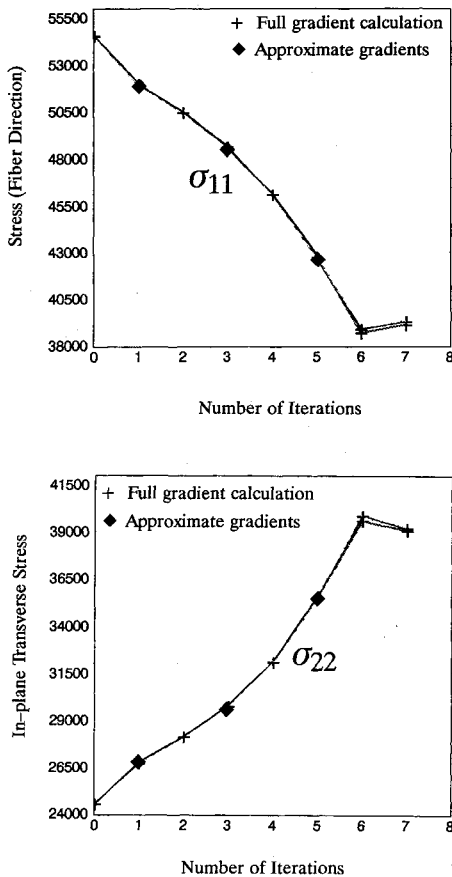 55500
53000
50500
48000
45500
43000
40500
38000
Stress (Fiber Direction)
+ Full gradient calculation
◆ Approximate gradients
σ11
0 1 2 3 4 5 6 7 8
Number of Iterations
41500
39000
36500
34000
31500
29000
26500
24000
In-plane Transverse Stress
+ Full gradient calculation
◆ Approximate gradients
σ22
0 1 2 3 4 5 6 7 8
Number of Iterations